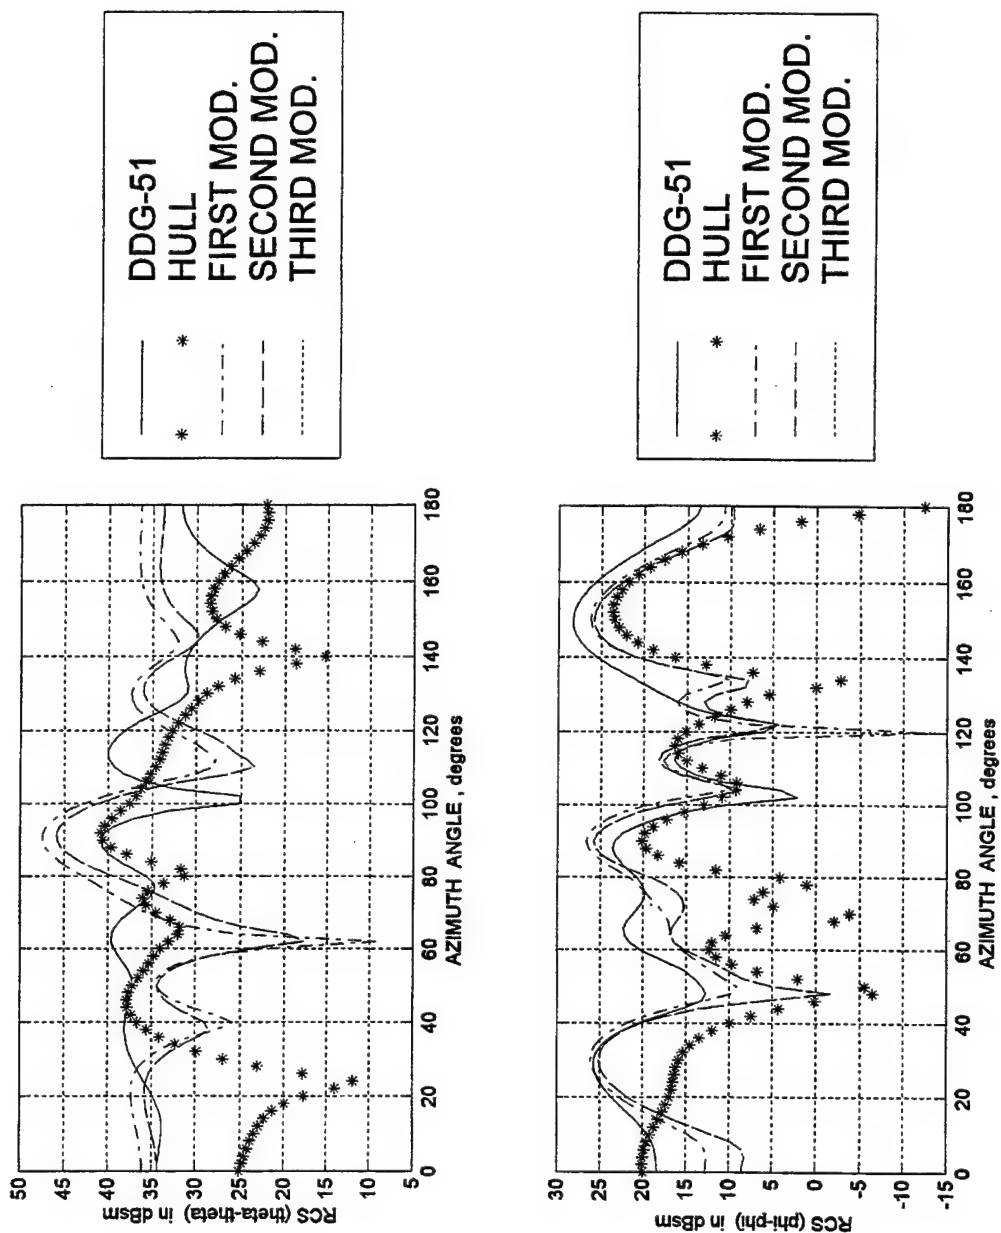 DDG-51
HULL
FIRST MOD.
SECOND MOD.
THIRD MOD.
RCS (theta-theta) in dBsm
50 45 40 35 30 25 20 15 10 5
0 20 40 60 80 100 120 140 160 180
AZIMUTH ANGLE , degrees
DDG-51
HULL
FIRST MOD.
SECOND MOD.
THIRD MOD.
RCS (phi-phi) in dBsm
30 25 20 15 10 5 0 -5 -10 -15
0 20 40 60 80 100 120 140 160 180
AZIMUTH ANGLE , degrees